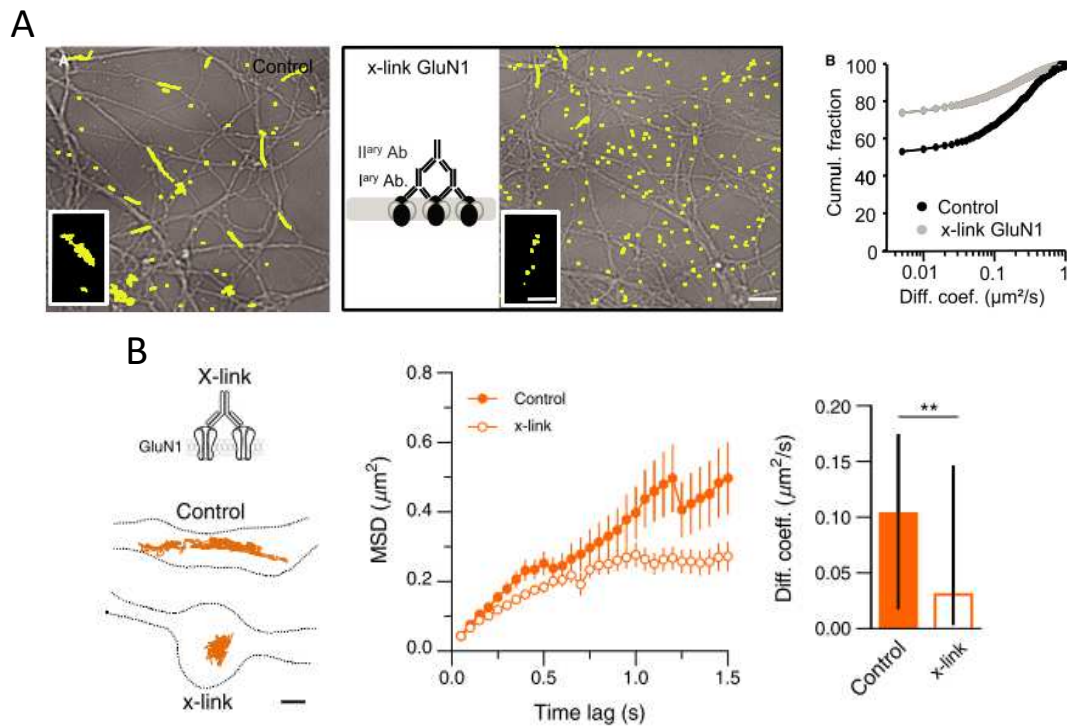 A
A
Control
x-link GluN1
IIary Ab
Iary Ab.
B
Cumul. fraction
100
80
60
40
20
0
Control
x-link GluN1
0.01
0.1
1
Diff. coef. (µm²/s)
B
X-link
GluN1
Control
x-link
MSD (µm²)
0.8
0.6
0.4
0.2
0.0
Control
x-link
0.0
0.5
1.0
1.5
Time lag (s)
Diff. coeff. (µm²/s)
0.20
0.15
0.10
0.05
0.00
**
Control
x-link